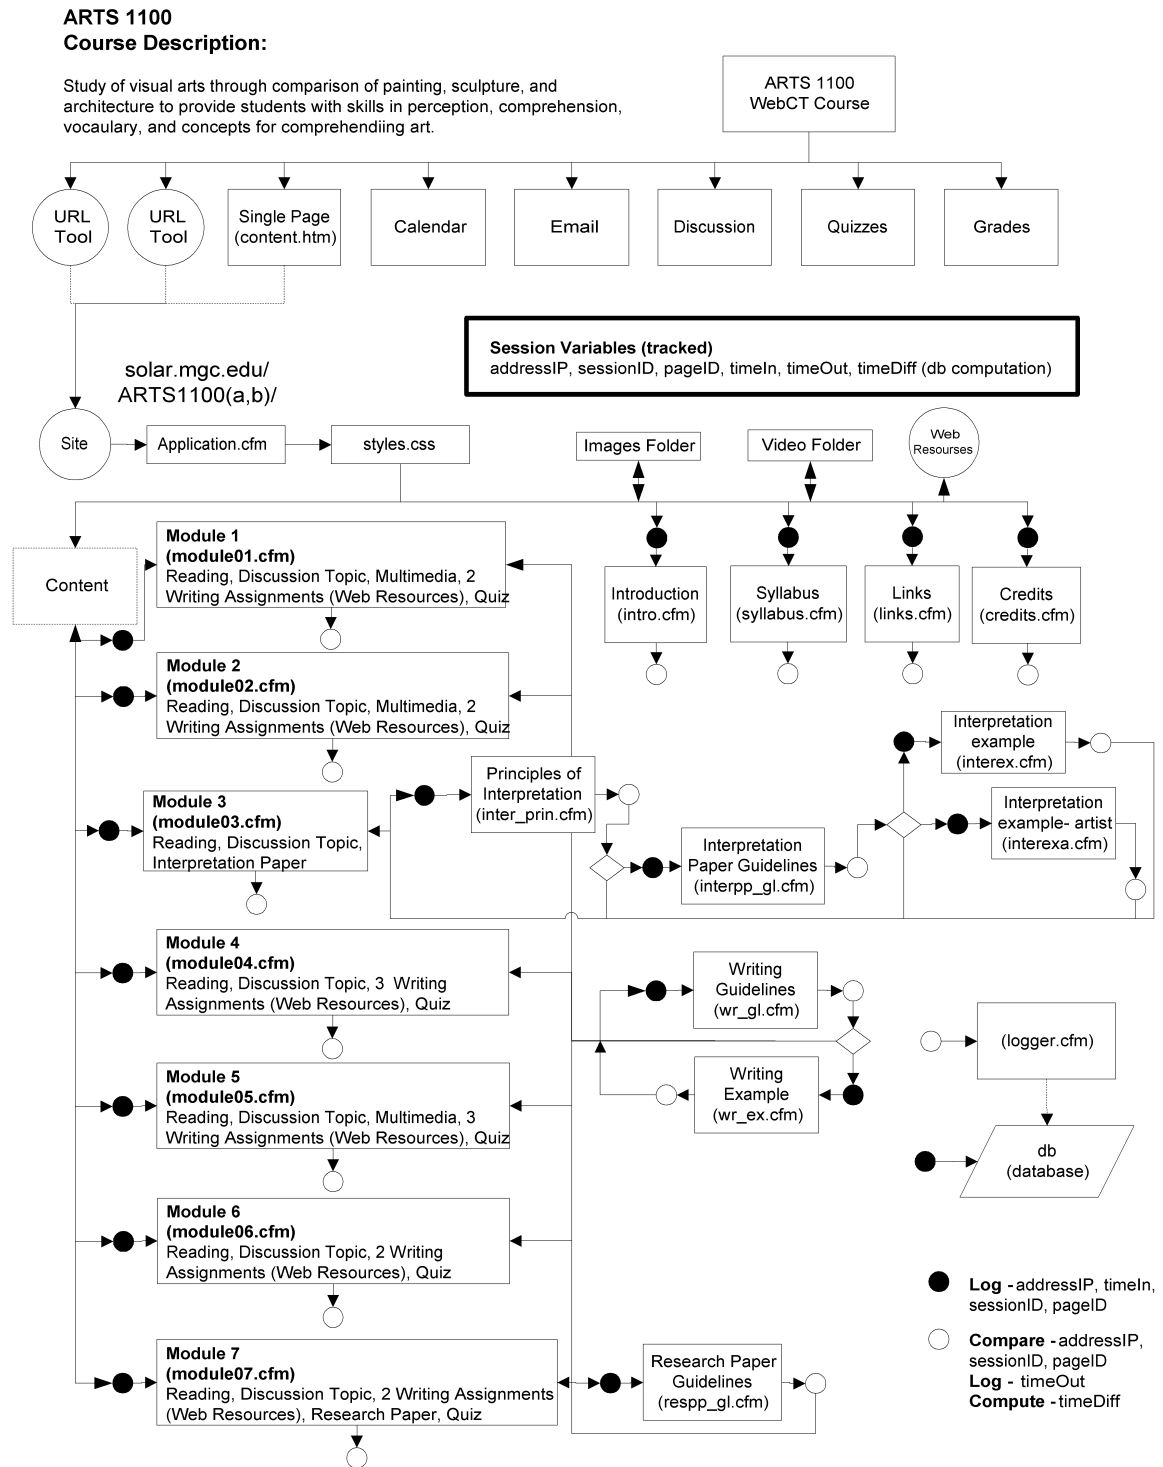 ARTS 1100
Course Description:
Study of visual arts through comparison of painting, sculpture, and
architecture to provide students with skills in perception, comprehension,
vocaulary, and concepts for comprehendiing art.
ARTS 1100
WebCT Course
URL
Tool
URL
Tool
Single Page
(content.htm)
Calendar
Email
Discussion
Quizzes
Grades
Session Variables (tracked)
addressIP, sessionID, pageID, timeIn, timeOut, timeDiff (db computation)
solar.mgc.edu/
ARTS1100(a,b)/
Site
Application.cfm
styles.css
Images Folder
Video Folder
Web
Resourses
Content
Module 1
(module01.cfm)
Reading, Discussion Topic, Multimedia, 2
Writing Assignments (Web Resources), Quiz
Introduction
(intro.cfm)
Syllabus
(syllabus.cfm)
Links
(links.cfm)
Credits
(credits.cfm)
Module 2
(module02.cfm)
Reading, Discussion Topic, Multimedia, 2
Writing Assignments (Web Resources), Quiz
Interpretation
example
(interex.cfm)
Principles of
Interpretation
(inter_prin.cfm)
Module 3
(module03.cfm)
Reading, Discussion Topic,
Interpretation Paper
Interpretation
example- artist
(interexa.cfm)
Interpretation
Paper Guidelines
(interpp_gl.cfm)
Module 4
(module04.cfm)
Reading, Discussion Topic, 3  Writing
Assignments (Web Resources), Quiz
Writing
Guidelines
(wr_gl.cfm)
(logger.cfm)
Module 5
(module05.cfm)
Reading, Discussion Topic, Multimedia, 3
Writing Assignments (Web Resources), Quiz
Writing
Example
(wr_ex.cfm)
db
(database)
Module 6
(module06.cfm)
Reading, Discussion Topic, 2 Writing
Assignments (Web Resources), Quiz
Log - addressIP, timeIn,
sessionID, pageID
Compare - addressIP,
sessionID, pageID
Log - timeOut
Compute - timeDiff
Module 7
(module07.cfm)
Reading, Discussion Topic, 2 Writing Assignments
(Web Resources), Research Paper, Quiz
Research Paper
Guidelines
(respp_gl.cfm)